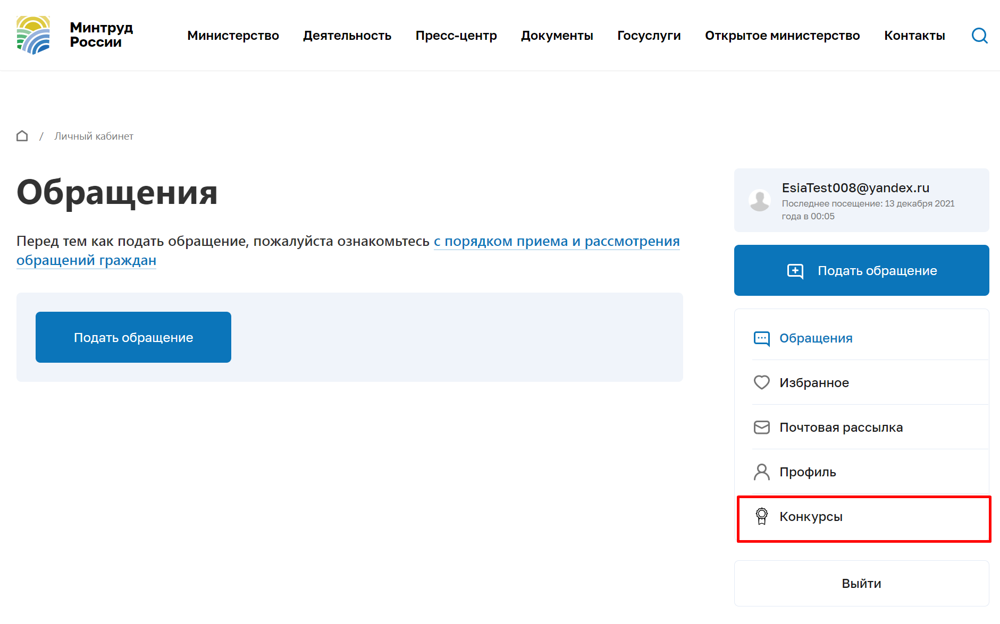 Минтруд
России
Министерство Деятельность Пресс-центр Документы Госуслуги Открытое министерство Контакты
/ Личный кабинет
Обращения
Перед тем как подать обращение, пожалуйста ознакомьтесь с порядком приема и рассмотрения
обращений граждан
Подать обращение
EsiaTest008@yandex.ru
Последнее посещение: 13 декабря 2021
года в 00:05
Подать обращение
Обращения
Избранное
Почтовая рассылка
Профиль
Конкурсы
Выйти